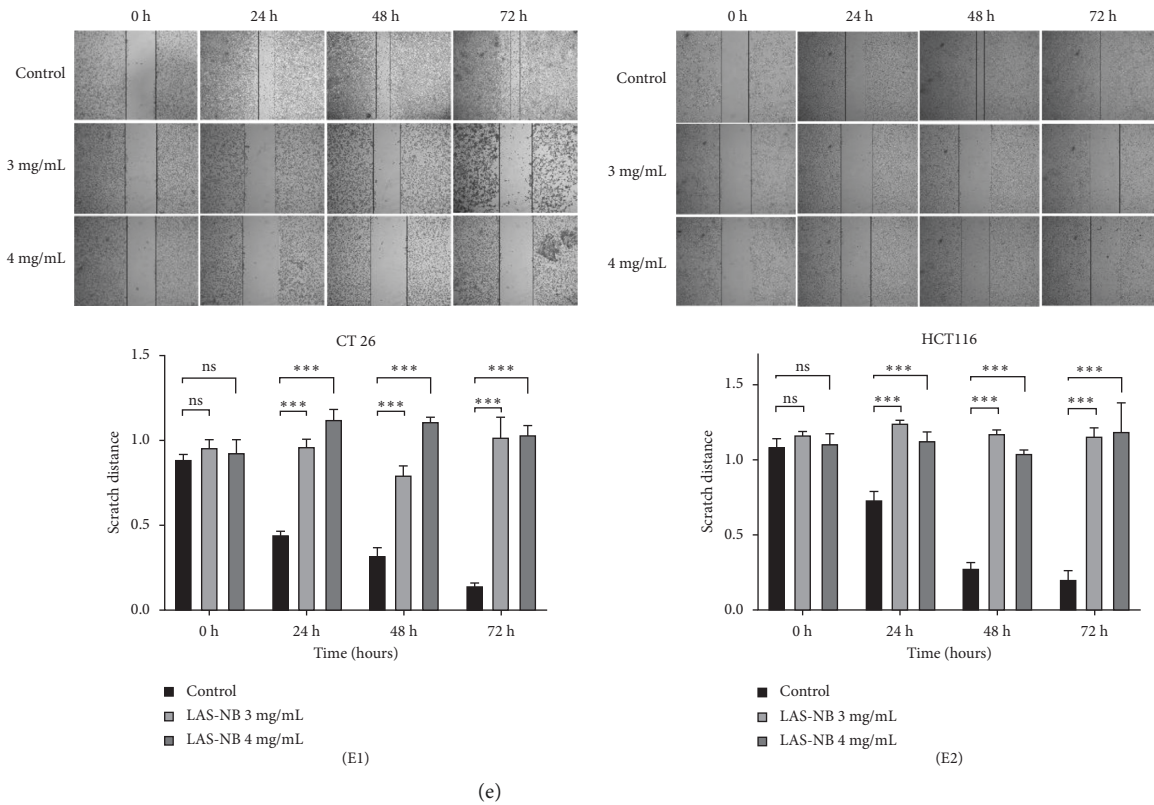 0 h 24 h 48 h 72 h
Control
3 mg/mL
4 mg/mL
CT 26
1.5
1.0
0.5
0.0
Scratch distance
ns
ns
***
***
***
***
***
***
0 h 24 h 48 h 72 h
Time (hours)
Control
LAS-NB 3 mg/mL
LAS-NB 4 mg/mL
(E1)
0 h 24 h 48 h 72 h
Control
3 mg/mL
4 mg/mL
HCT116
1.5
1.0
0.5
0.0
Scratch distance
ns
ns
***
***
***
***
***
***
0 h 24 h 48 h 72 h
Time (hours)
Control
LAS-NB 3 mg/mL
LAS-NB 4 mg/mL
(E2)
(e)